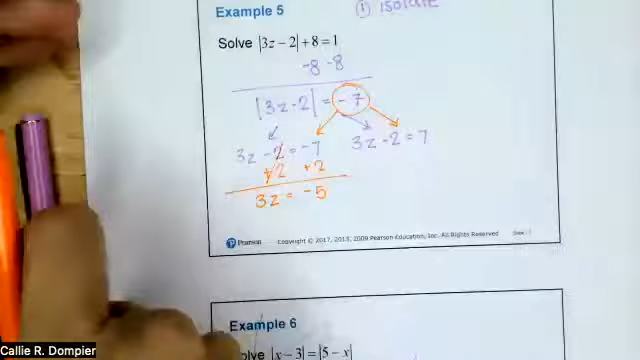 Example 5
① isolate
Solve |3z − 2| + 8 = 1
-8 -8
|3z-2| = -7
3z -2 = -7 3z -2 = 7
+2 +2
3z = -5
Pearson Copyright © 2017, 2013, 2009 Pearson Education, Inc. All Rights Reserved
Example 6
olve |x − 3| = |5 − x|
Callie R. Dompier